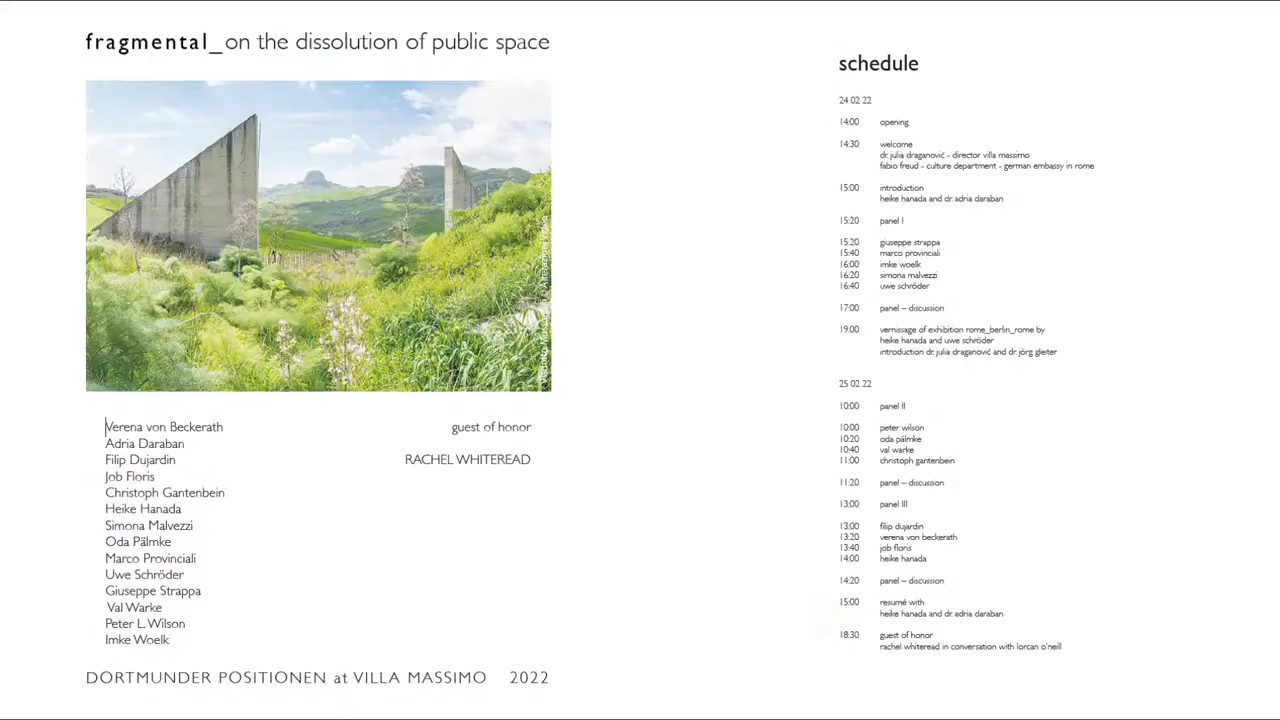 fragmental_on the dissolution of public space
Verena von Beckerath
Adria Daraban
Filip Dujardin
Job Floris
Christoph Gantenbein
Heike Hanada
Simona Malvezzi
Oda Pälmke
Marco Provinciali
Uwe Schröder
Giuseppe Strappa
Val Warke
Peter L. Wilson
Imke Woelk
guest of honor
RACHEL WHITEREAD
DORTMUNDER POSITIONEN at VILLA MASSIMO 2022
schedule
24 02 22
14:00 opening
14:30 welcome
dr. julia draganović - director villa massimo
fabio freud - culture department - german embassy in rome
15:00 introduction
heike hanada and dr. adria daraban
15:20 panel I
15:20 giuseppe strappa
15:40 marco provinciali
16:00 imke woelk
16:20 simona malvezzi
16:40 uwe schröder
17:00 panel – discussion
19:00 vernissage of exhibition rome_berlin_rome by
heike hanada and uwe schröder
introduction dr. julia draganović and dr. jörg gleiter
25 02 22
10:00 panel II
10:00 peter wilson
10:20 oda pälmke
10:40 val warke
11:00 christoph gantenbein
11:20 panel – discussion
13:00 panel III
13:00 filip dujardin
13:20 verena von beckerath
13:40 job floris
14:00 heike hanada
14:20 panel – discussion
15:00 resumé with
heike hanada and dr. adria daraban
18:30 guest of honor
rachel whiteread in conversation with lorcan o'neill